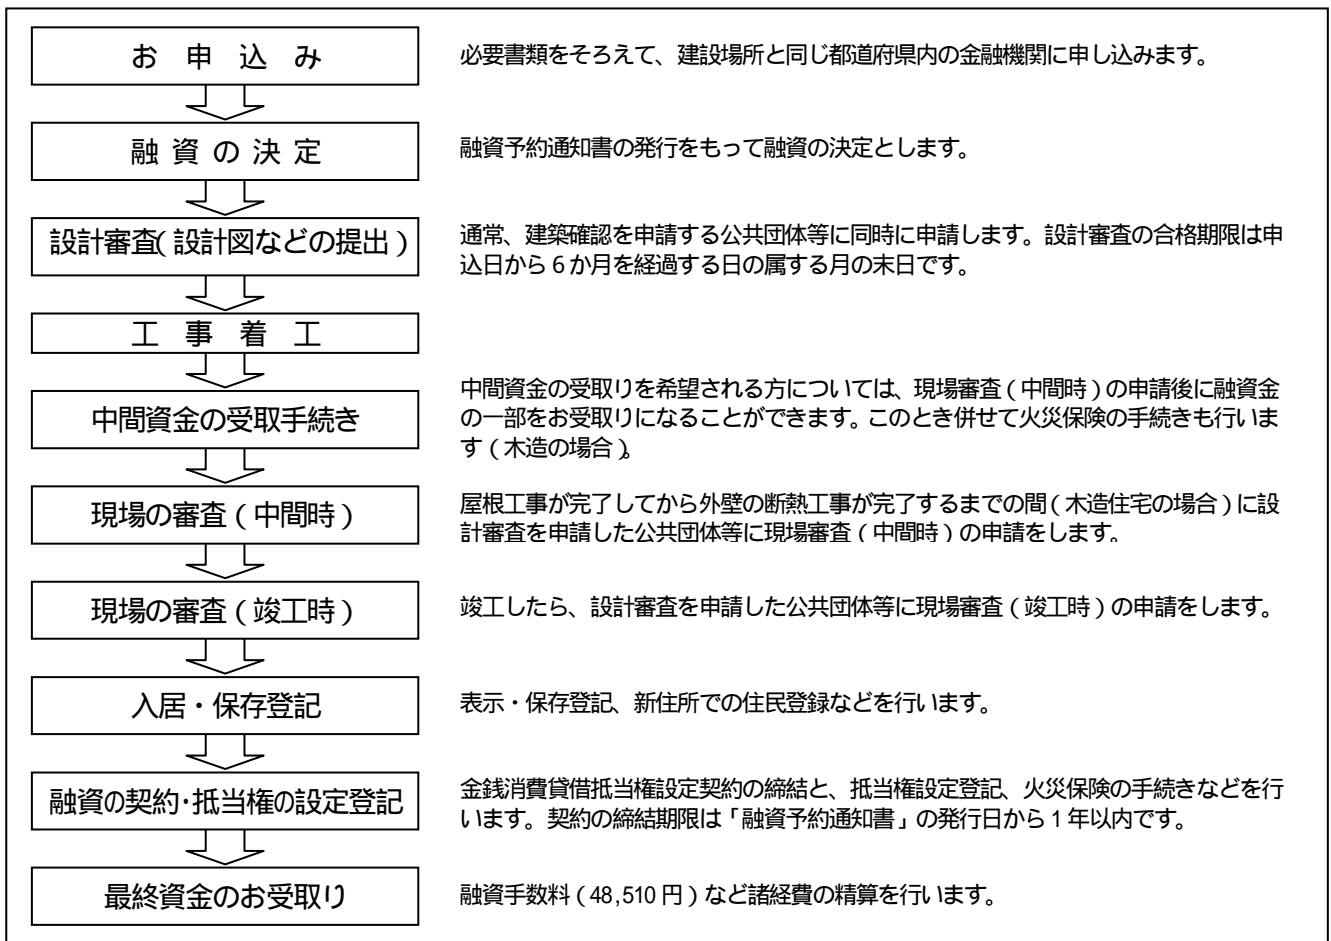 お 申 込 み
必要書類をそろえて、建設場所と同じ都道府県内の金融機関に申し込みます。
融 資 の 決 定
融資予約通知書の発行をもって融資の決定とします。
設計審査(設計図などの提出)
通常、建築確認を申請する公共団体等に同時に申請します。設計審査の合格期限は申
込日から6か月を経過する日の属する月の末日です。
工 事 着 工
中間資金の受取手続き
中間資金の受取りを希望される方については、現場審査(中間時)の申請後に融資金
の一部をお受取りになることができます。このとき併せて火災保険の手続きも行いま
す(木造の場合)。
現場の審査(中間時)
屋根工事が完了してから外壁の断熱工事が完了するまでの間(木造住宅の場合)に設
計審査を申請した公共団体等に現場審査(中間時)の申請をします。
現場の審査(竣工時)
竣工したら、設計審査を申請した公共団体等に現場審査(竣工時)の申請をします。
入居・保存登記
表示・保存登記、新住所での住民登録などを行います。
融資の契約・抵当権の設定登記
金銭消費貸借抵当権設定契約の締結と、抵当権設定登記、火災保険の手続きなどを行
います。契約の締結期限は「融資予約通知書」の発行日から1年以内です。
最終資金のお受取り
融資手数料(48,510円)など諸経費の精算を行います。